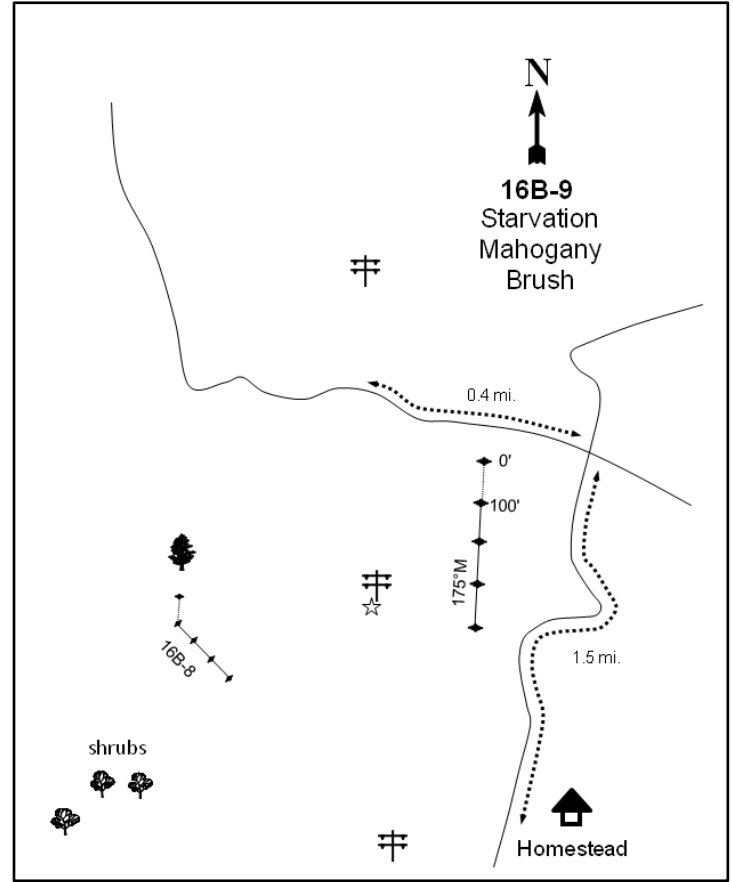 N
16B-9
Starvation
Mahogany
Brush
0.4 mi.
0'
100'
175°M
16B-8
1.5 mi.
shrubs
Homestead